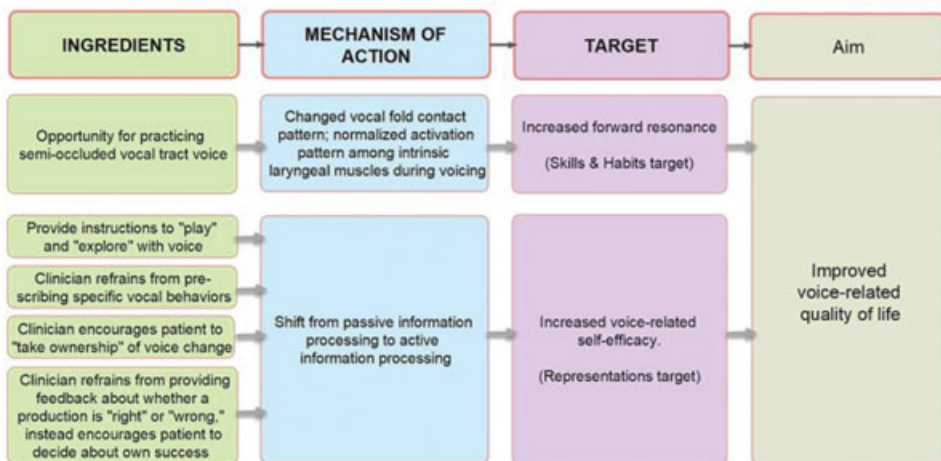 INGREDIENTS
MECHANISM OF
ACTION
TARGET
Aim
Opportunity for practicing
semi-occluded vocal tract voice
Changed vocal fold contact
pattern; normalized activation
pattern among intrinsic
laryngeal muscles during voicing
Increased forward resonance
(Skills & Habits target)
Provide instructions to "play"
and "explore" with voice
Clinician refrains from pre-
scribing specific vocal behaviors
Clinician encourages patient to
"take ownership" of voice change
Clinician refrains from providing
feedback about whether a
production is "right" or "wrong,"
instead encourages patient to
decide about own success
Shift from passive information
processing to active
information processing
Increased voice-related
self-efficacy.
(Representations target)
Improved
voice-related
quality of life